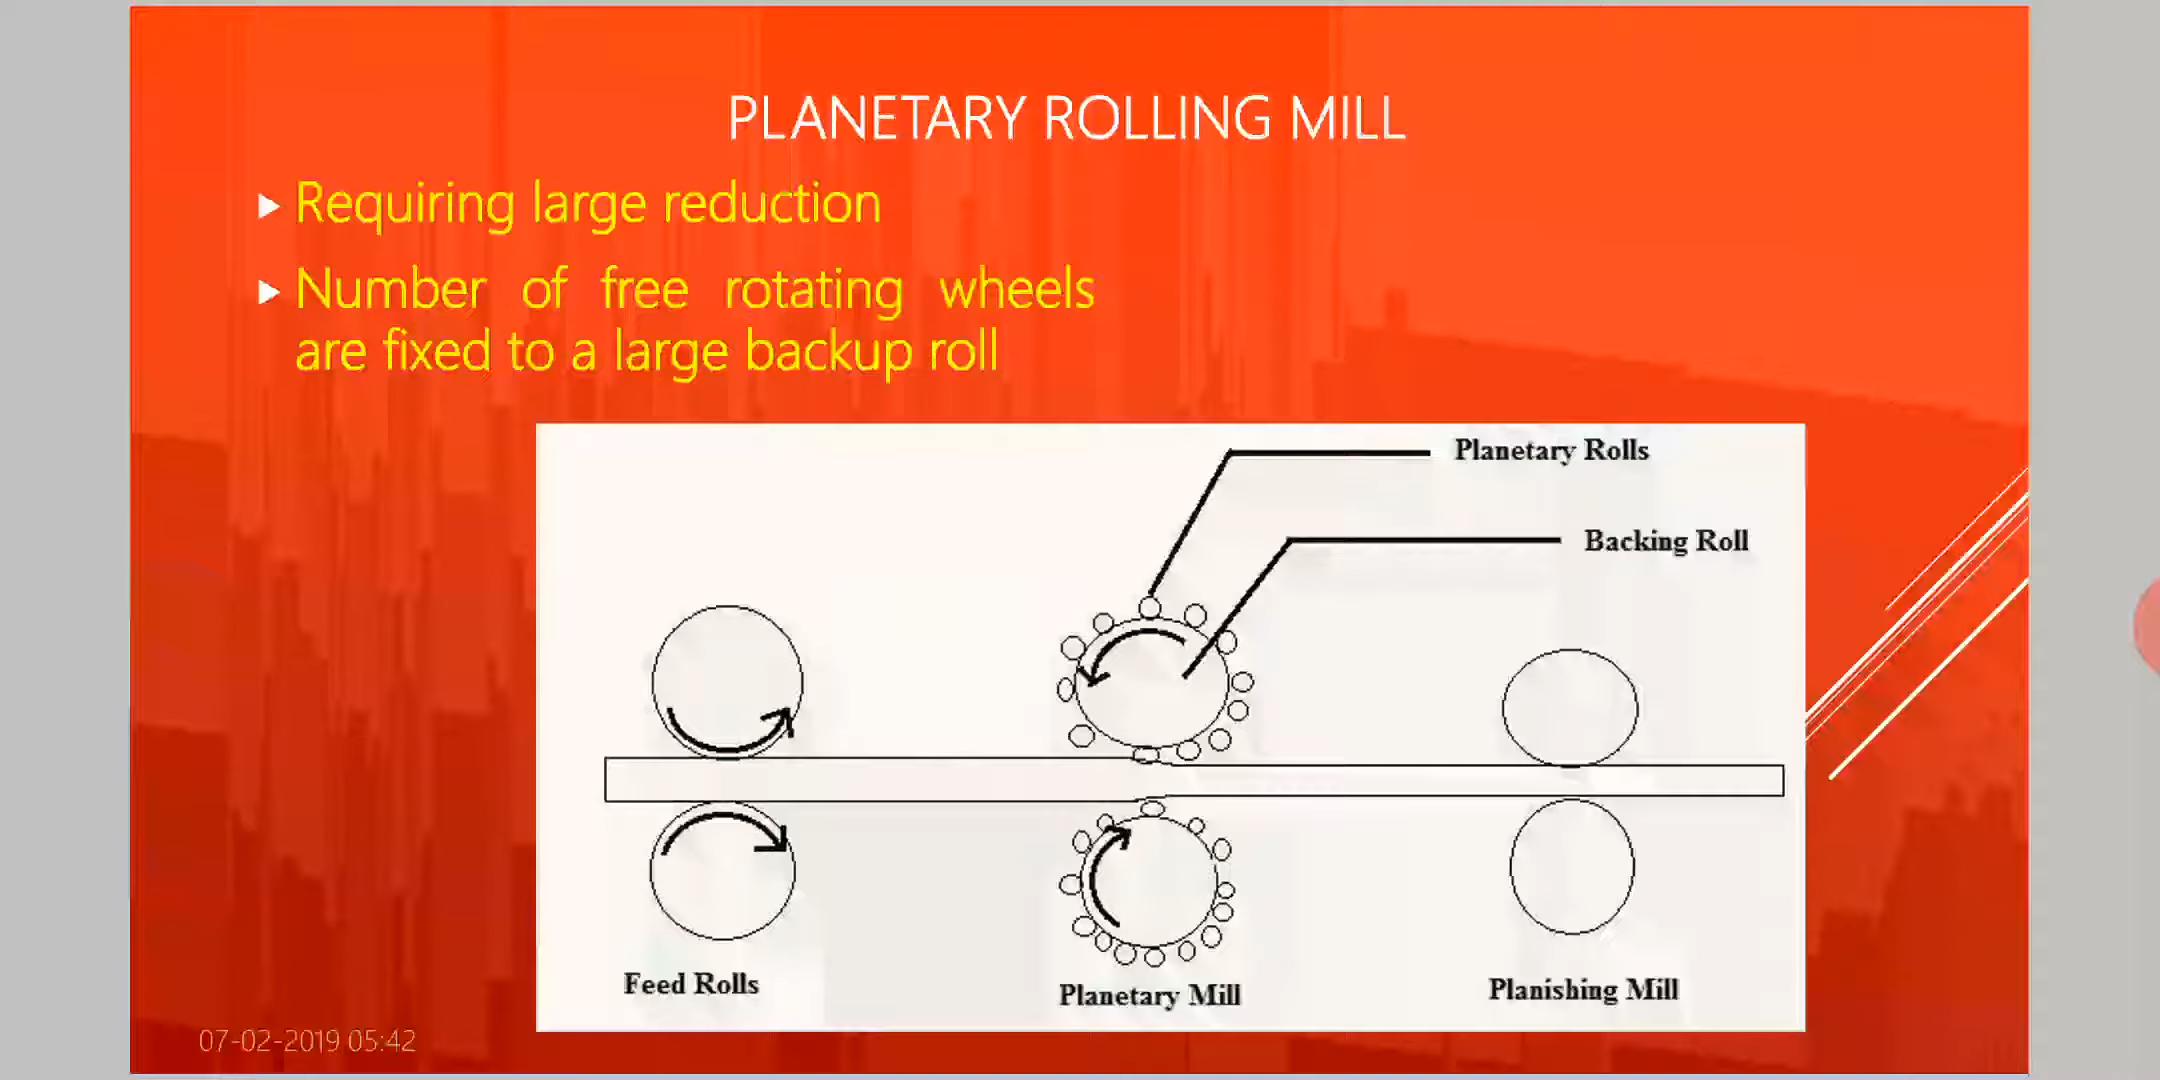 PLANETARY ROLLING MILL
Requiring large reduction
Number of free rotating wheels
are fixed to a large backup roll
Planetary Rolls
Backing Roll
Feed Rolls
Planetary Mill
Planishing Mill
07-02-2019 05:42